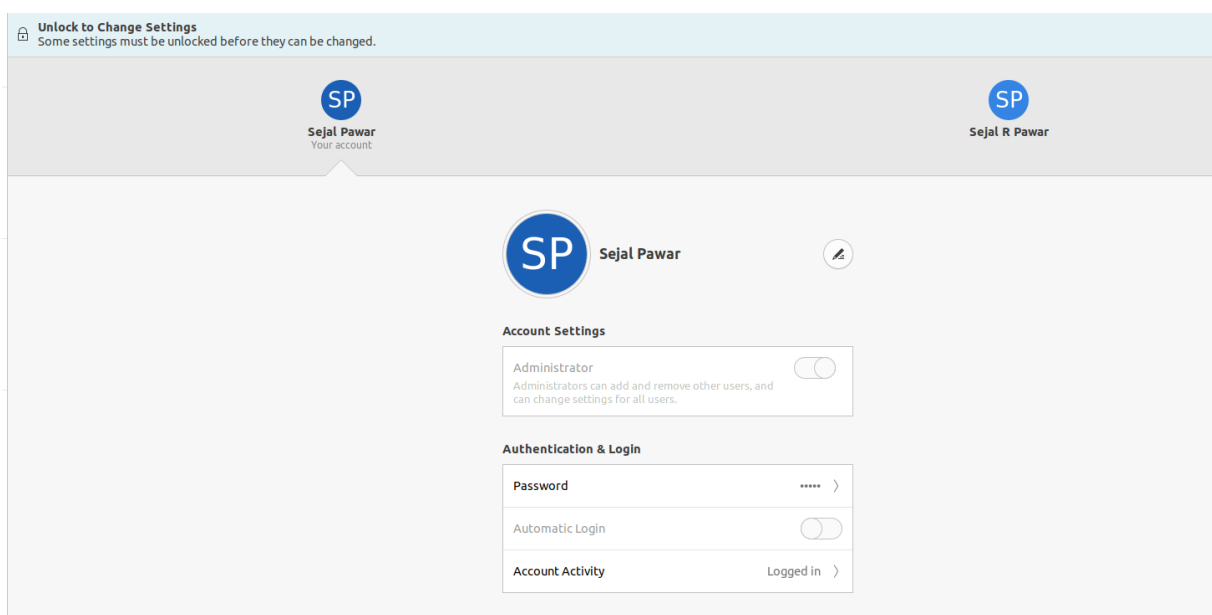 Unlock to Change Settings
Some settings must be unlocked before they can be changed.
SP
SP
Sejal Pawar
Sejal R Pawar
Your account
SP
Sejal Pawar
Account Settings
Administrator
Administrators can add and remove other users, and
can change settings for all users.
Authentication & Login
Password •••••
Automatic Login
Account Activity Logged in